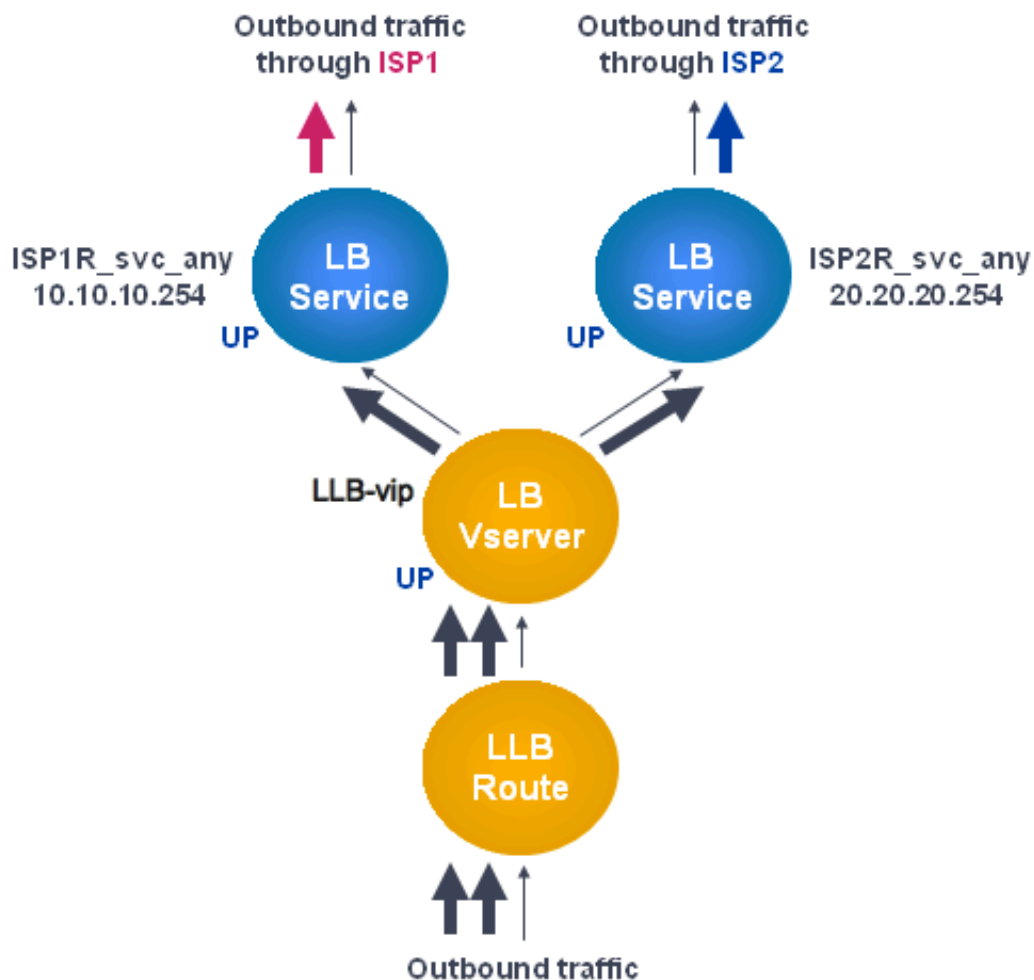 Outbound traffic
through ISP1
Outbound traffic
through ISP2
LB
Service
ISP1R_svc_any
10.10.10.254
UP
LB
Service
ISP2R_svc_any
20.20.20.254
UP
LLB-vip
LB
Vserver
UP
LLB
Route
Outbound traffic